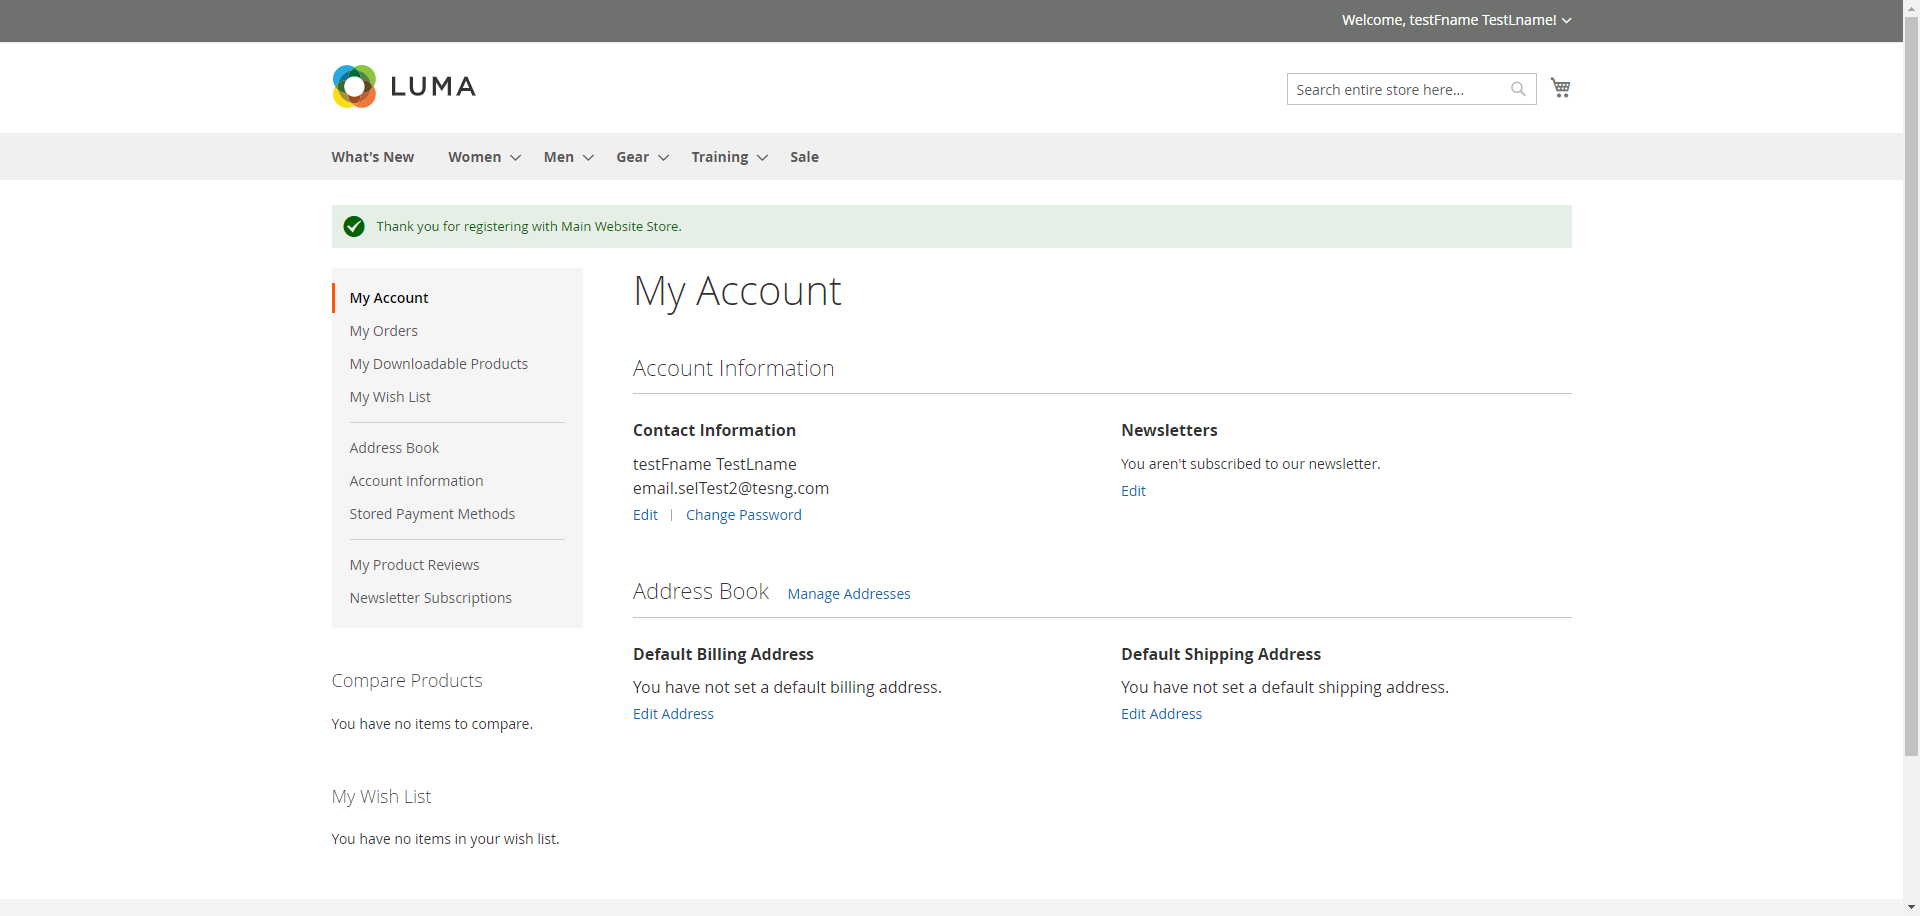 Welcome, testFname TestLname!
LUMA
Search entire store here...
What's New Women Men Gear Training Sale
Thank you for registering with Main Website Store.
My Account
My Orders
My Downloadable Products
My Wish List
Address Book
Account Information
Stored Payment Methods
My Product Reviews
Newsletter Subscriptions
Compare Products
You have no items to compare.
My Wish List
You have no items in your wish list.
My Account
Account Information
Contact Information
testFname TestLname
email.selTest2@tesng.com
Edit | Change Password
Newsletters
You aren't subscribed to our newsletter.
Edit
Address Book Manage Addresses
Default Billing Address
You have not set a default billing address.
Edit Address
Default Shipping Address
You have not set a default shipping address.
Edit Address